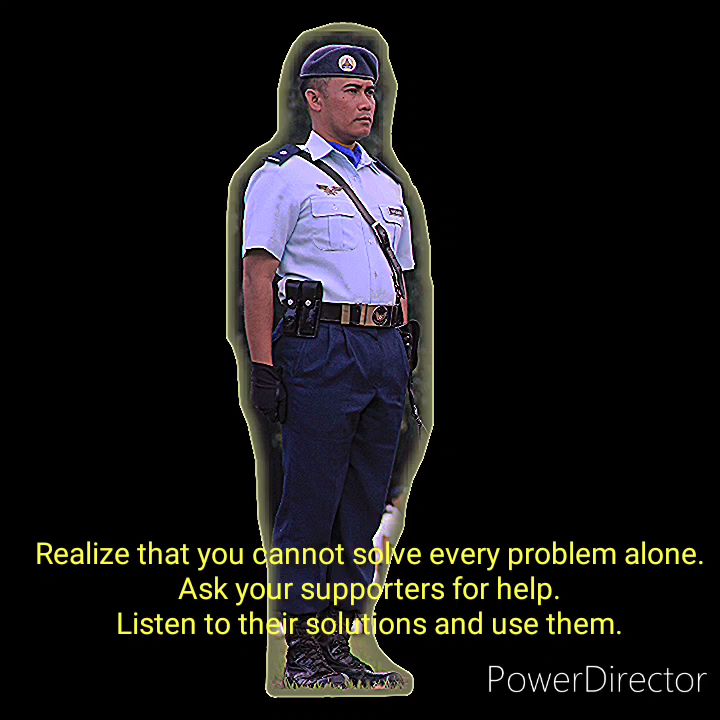 Realize that you cannot solve every problem alone.
Ask your supporters for help.
Listen to their solutions and use them.
PowerDirector